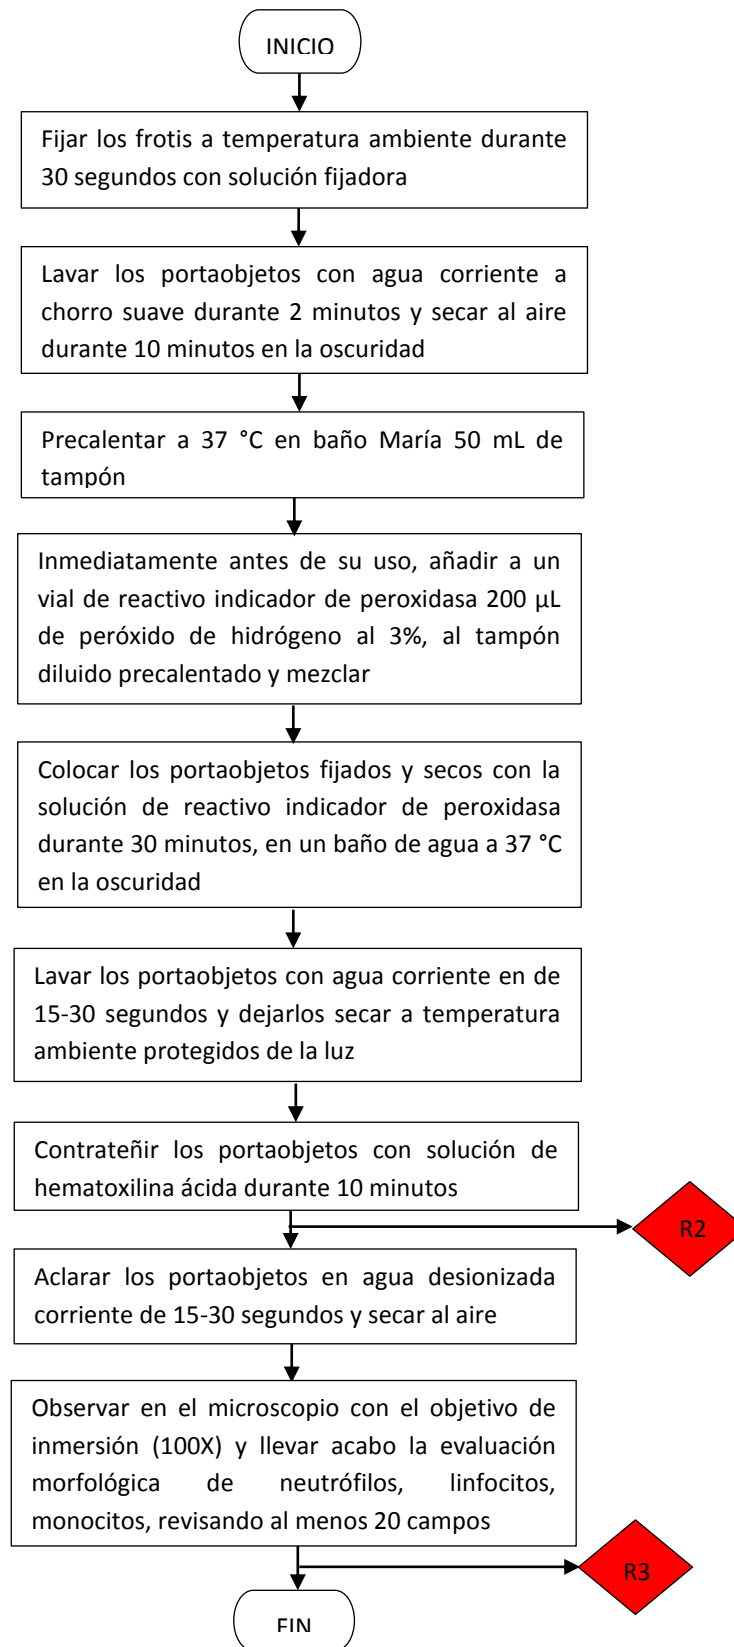 INICIO
Fijar los frotis a temperatura ambiente durante
30 segundos con solución fijadora
Lavar los portaobjetos con agua corriente a
chorro suave durante 2 minutos y secar al aire
durante 10 minutos en la oscuridad
Precalentar a 37 °C en baño María 50 mL de
tampón
Inmediatamente antes de su uso, añadir a un
vial de reactivo indicador de peroxidasa 200 µL
de peróxido de hidrógeno al 3%, al tampón
diluido precalentado y mezclar
Colocar los portaobjetos fijados y secos con la
solución de reactivo indicador de peroxidasa
durante 30 minutos, en un baño de agua a 37 °C
en la oscuridad
Lavar los portaobjetos con agua corriente en de
15-30 segundos y dejarlos secar a temperatura
ambiente protegidos de la luz
Contrateñir los portaobjetos con solución de
hematoxilina ácida durante 10 minutos
R2
Aclarar los portaobjetos en agua desionizada
corriente de 15-30 segundos y secar al aire
Observar en el microscopio con el objetivo de
inmersión (100X) y llevar acabo la evaluación
morfológica de neutrófilos, linfocitos,
monocitos, revisando al menos 20 campos
R3
FIN